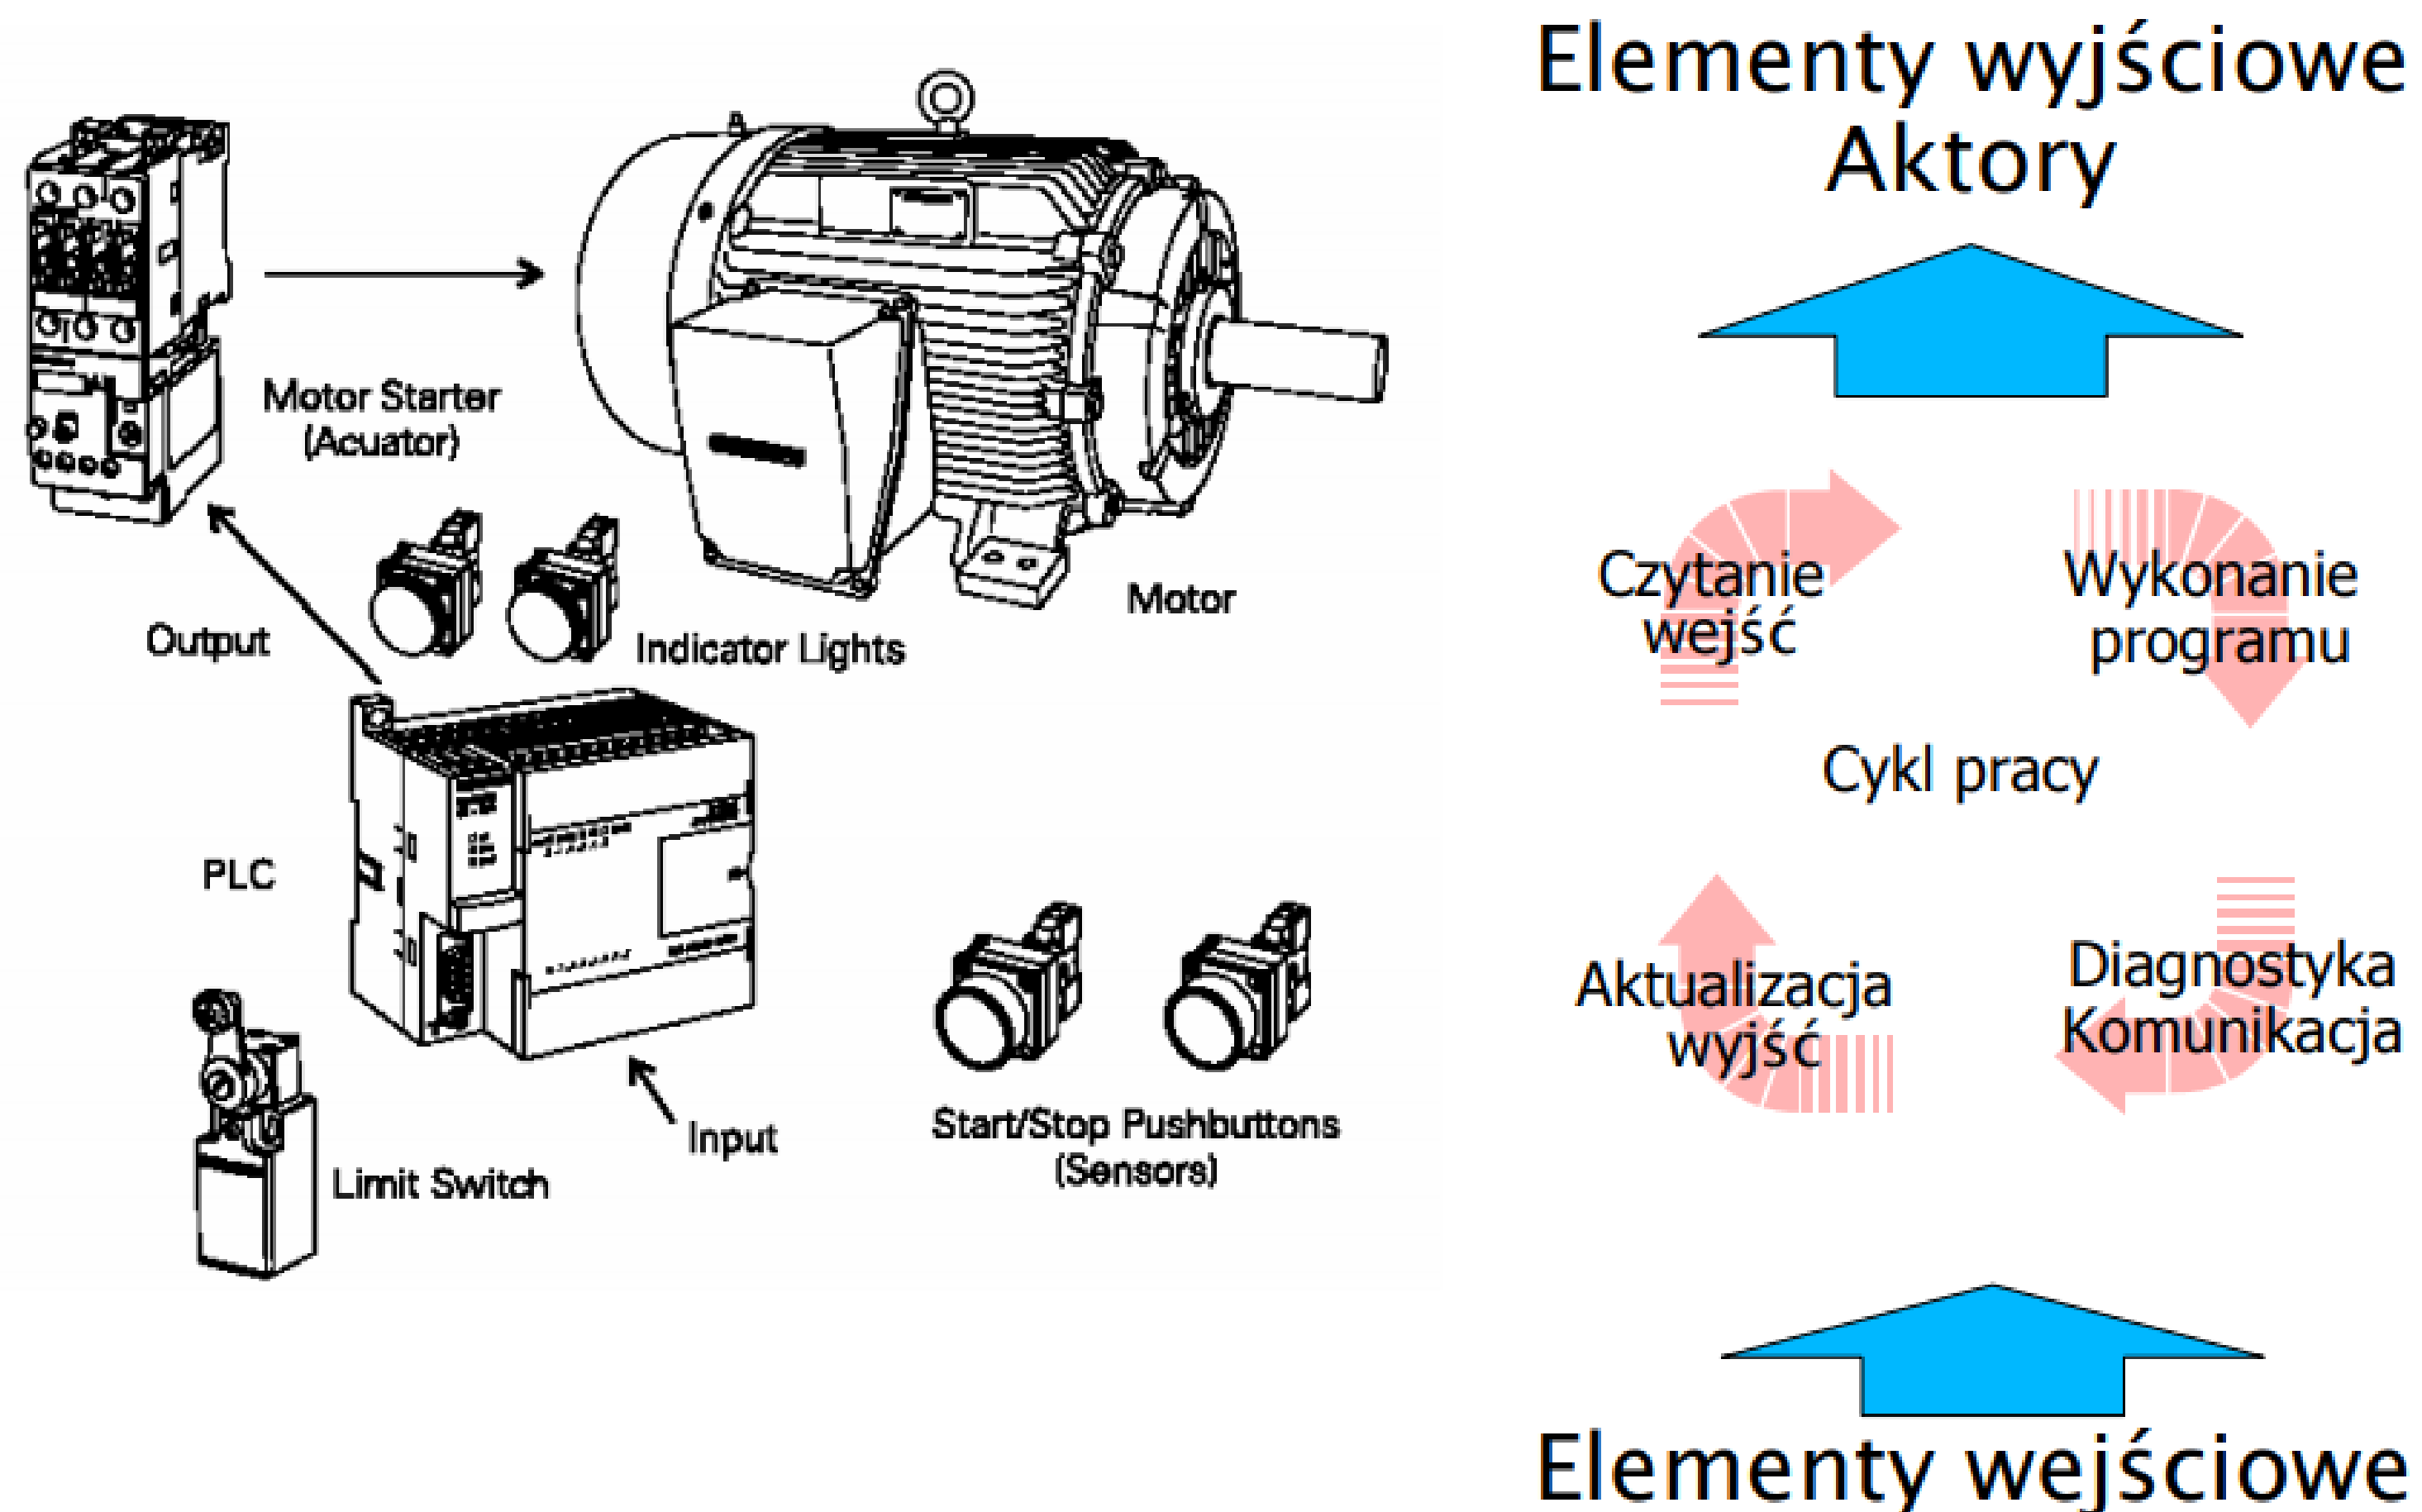 Elementy wyjściowe
Aktory
Motor Starter
(Acuator)
Motor
Output
Indicator Lights
PLC
Input
Limit Switch
Start/Stop Pushbuttons
(Sensors)
Czytanie
wejść
Wykonanie
programu
Cykl pracy
Aktualizacja
wyjść
Diagnostyka
Komunikacja
Elementy wejściowe